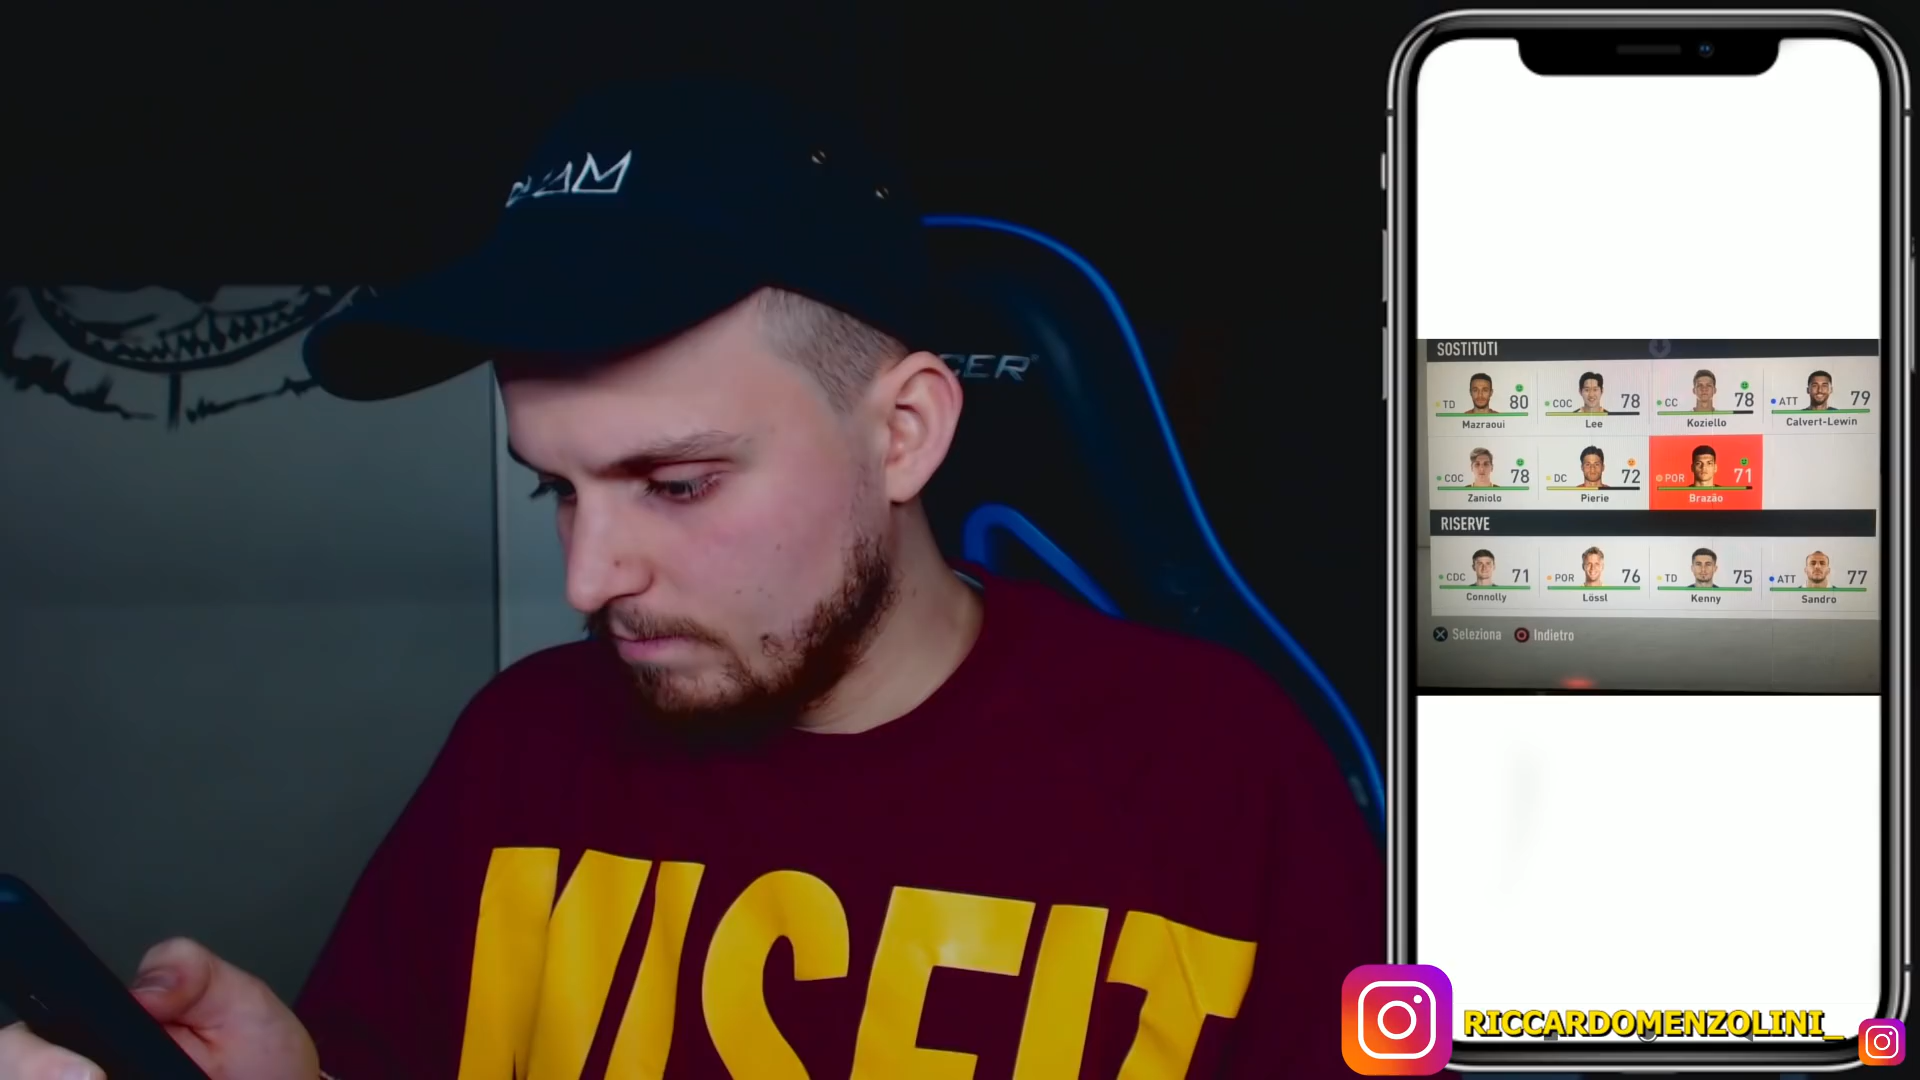 CER
MISFIT
SOSTITUTI
TD 80 COC 78 CC 78 ATT 79
Mazraoui Lee Koziello Calvert-Lewin
COC 78 DC 72 POR 71
Zaniolo Pierie Brazão
RISERVE
CDC 71 POR 76 TD 75 ATT 77
Connolly Lössl Kenny Sandro
Seleziona Indietro
RICCARDOMENZOLINI_